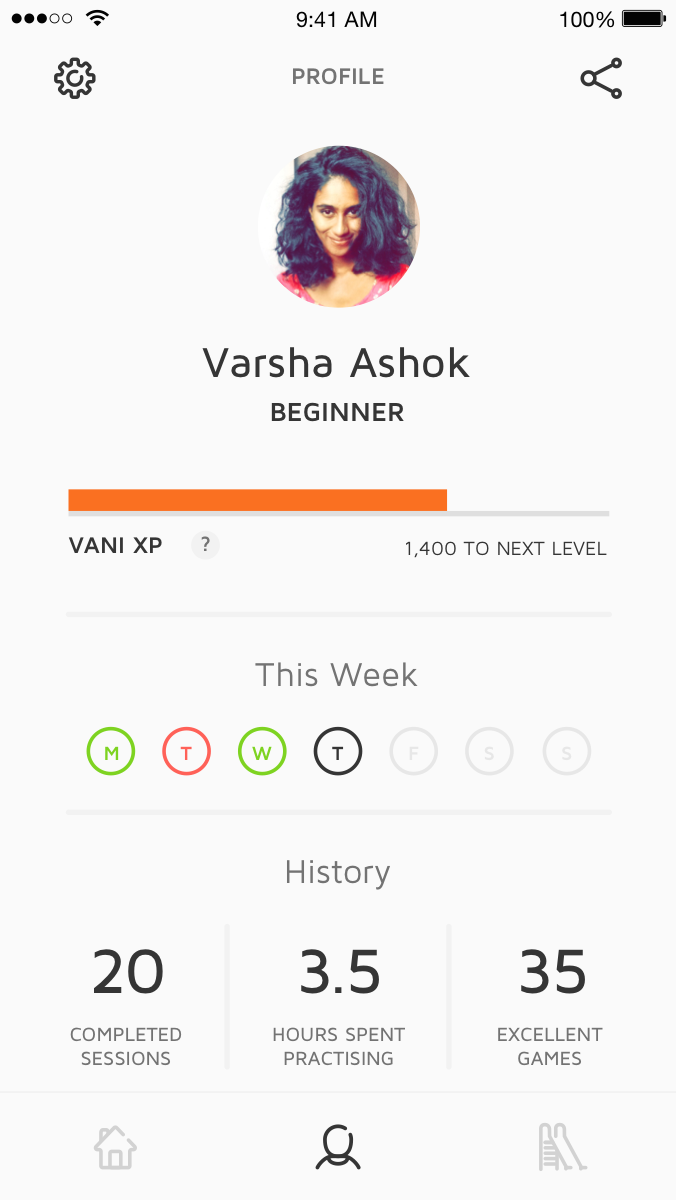 9:41 AM 100%
PROFILE
Varsha Ashok
BEGINNER
VANI XP ? 1,400 TO NEXT LEVEL
This Week
M T W T F S S
History
20 3.5 35
COMPLETED HOURS SPENT EXCELLENT
SESSIONS PRACTISING GAMES